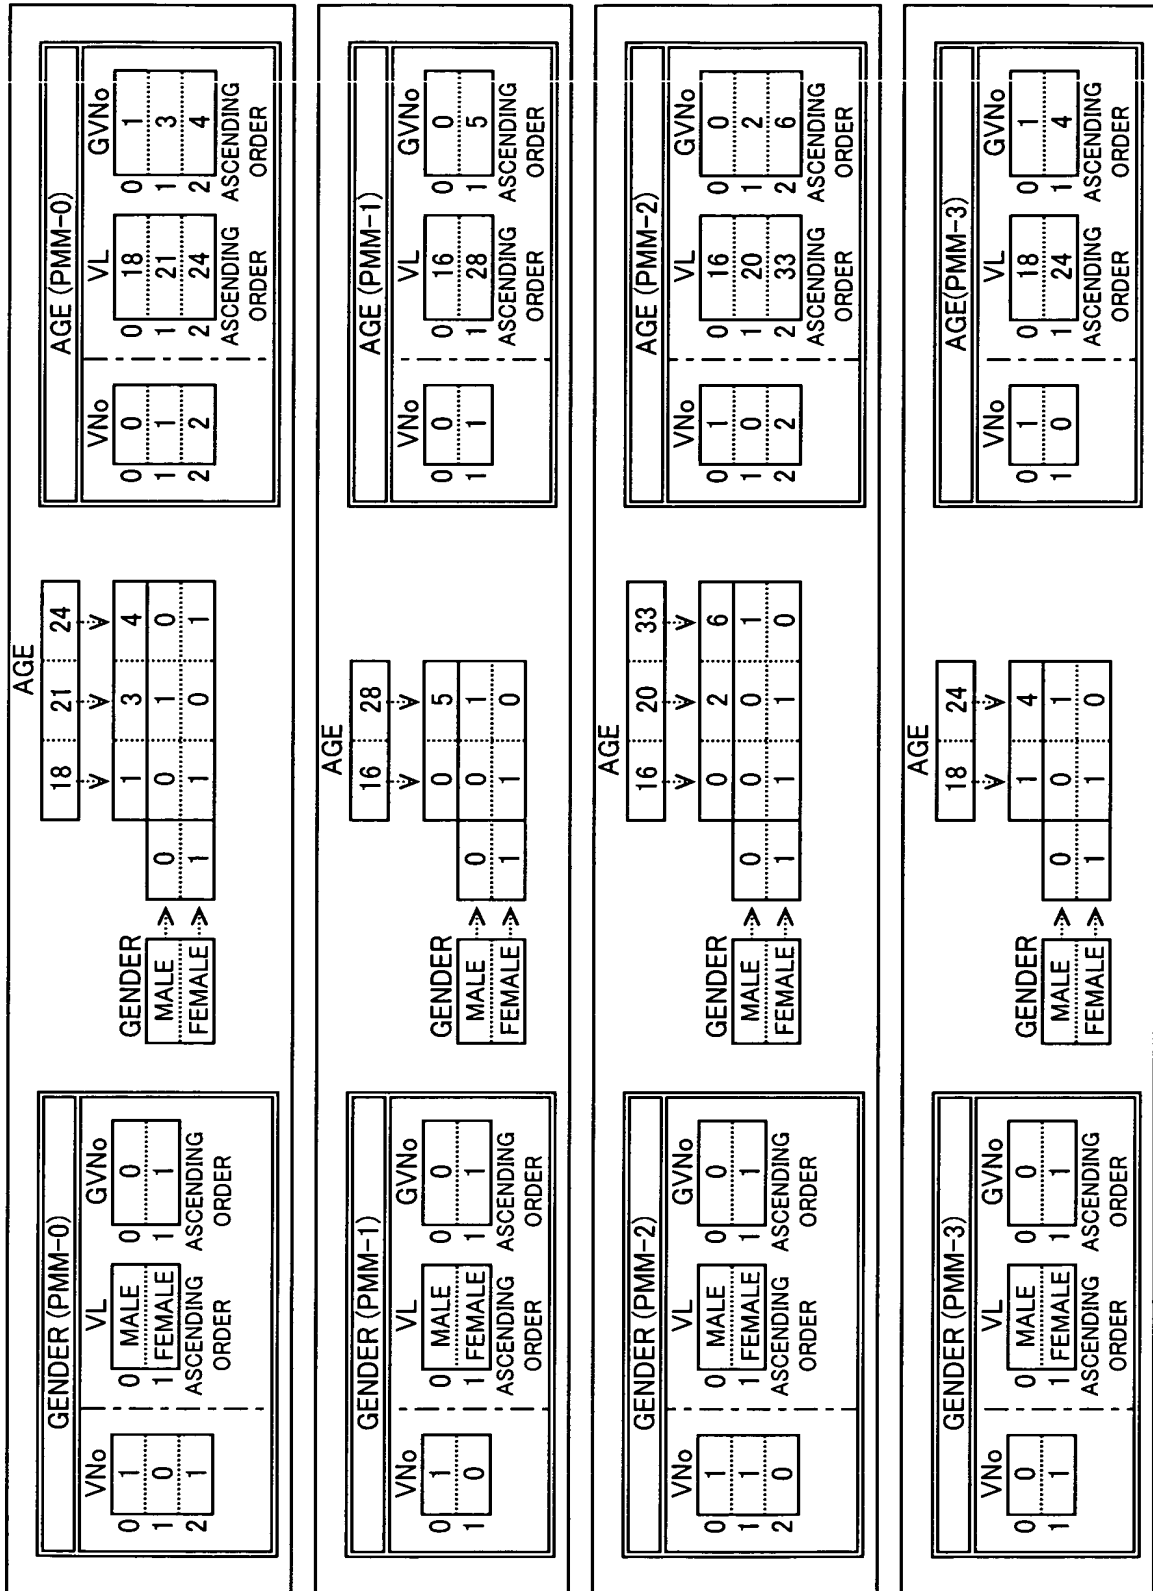 GENDER (PMM-0)
VNo VL GVNo
0 1 0 MALE 0 0
1 0 1 FEMALE 1 1
2 1 ASCENDING ORDER ASCENDING ORDER
AGE
18 21 24
GENDER 1 3 4
MALE 0 0 1 0
FEMALE 1 1 0 1
AGE (PMM-0)
VNo VL GVNo
0 0 0 18 0 1
1 1 1 21 1 3
2 2 2 24 2 4
ASCENDING ORDER ASCENDING ORDER
GENDER (PMM-1)
VNo VL GVNo
0 1 0 MALE 0 0
1 0 1 FEMALE 1 1
ASCENDING ORDER ASCENDING ORDER
AGE
16 28
GENDER 0 5
MALE 0 0 1
FEMALE 1 1 0
AGE (PMM-1)
VNo VL GVNo
0 0 0 16 0 0
1 1 1 28 1 5
ASCENDING ORDER ASCENDING ORDER
GENDER (PMM-2)
VNo VL GVNo
0 1 0 MALE 0 0
1 1 1 FEMALE 1 1
2 0 ASCENDING ORDER ASCENDING ORDER
AGE
16 20 33
GENDER 0 2 6
MALE 0 0 0 1
FEMALE 1 1 1 0
AGE (PMM-2)
VNo VL GVNo
0 1 0 16 0 0
1 0 1 20 1 2
2 2 2 33 2 6
ASCENDING ORDER ASCENDING ORDER
GENDER (PMM-3)
VNo VL GVNo
0 0 0 MALE 0 0
1 1 1 FEMALE 1 1
ASCENDING ORDER ASCENDING ORDER
AGE
18 24
GENDER 1 4
MALE 0 0 1
FEMALE 1 1 0
AGE(PMM-3)
VNo VL GVNo
0 1 0 18 0 1
1 0 1 24 1 4
ASCENDING ORDER ASCENDING ORDER